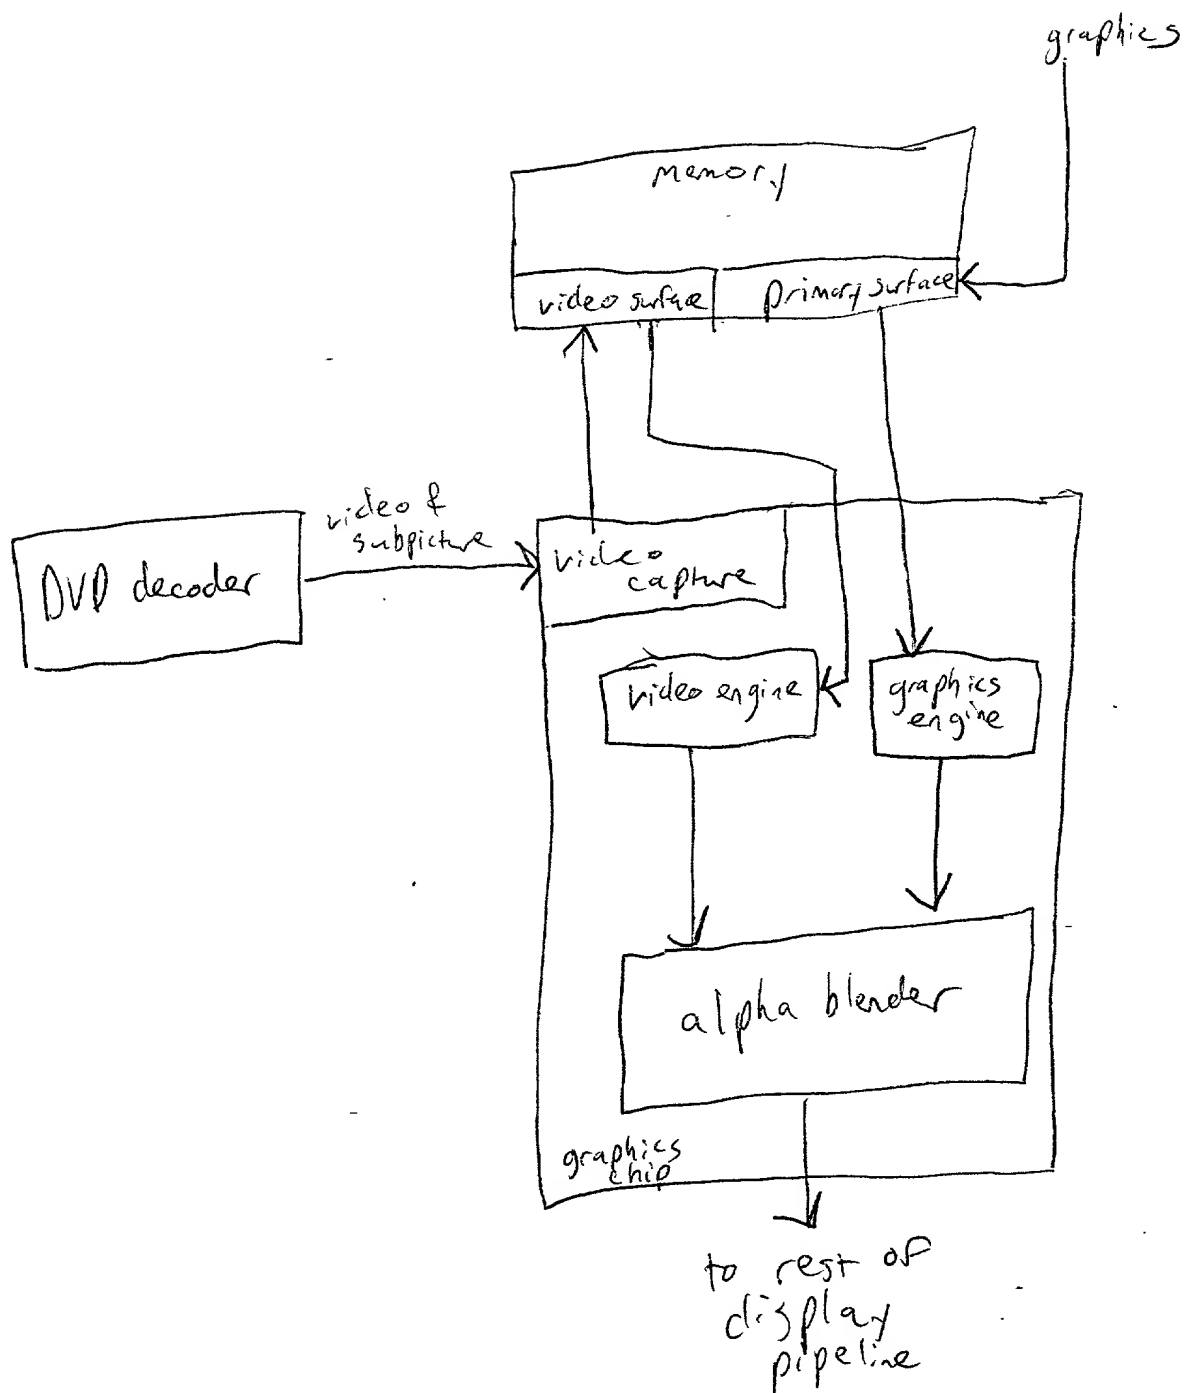 graphics
memory
video surface
primary surface
video &
subpicture
DVD decoder
video
capture
video engine
graphics
engine
alpha blender
graphics
chip
to rest of
display
pipeline